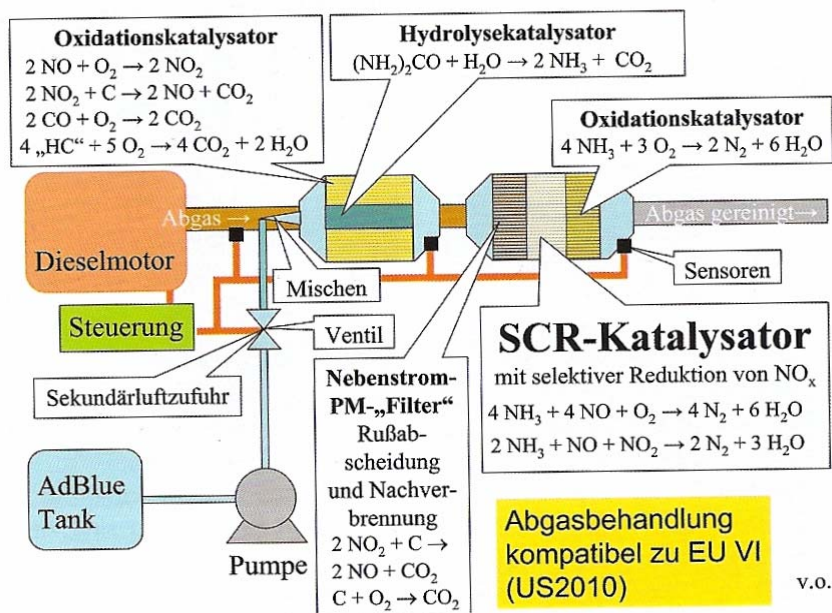 Oxidationskatalysator
2 NO + O₂ → 2 NO₂
2 NO₂ + C → 2 NO + CO₂
2 CO + O₂ → 2 CO₂
4 „HC“ + 5 O₂ → 4 CO₂ + 2 H₂O
Hydrolysekatalysator
(NH₂)₂CO + H₂O → 2 NH₃ + CO₂
Oxidationskatalysator
4 NH₃ + 3 O₂ → 2 N₂ + 6 H₂O
Abgas →
Abgas gereinigt→
Dieselmotor
Mischen
Sensoren
Steuerung
Ventil
Sekundärluftzufuhr
SCR-Katalysator
mit selektiver Reduktion von NOₓ
4 NH₃ + 4 NO + O₂ → 4 N₂ + 6 H₂O
2 NH₃ + NO + NO₂ → 2 N₂ + 3 H₂O
Nebenstrom-
PM-„Filter“
Rußab-
scheidung
und Nachver-
brennung
2 NO₂ + C →
2 NO + CO₂
C + O₂ → CO₂
AdBlue
Tank
Pumpe
Abgasbehandlung
kompatibel zu EU VI
(US2010)
v.o.